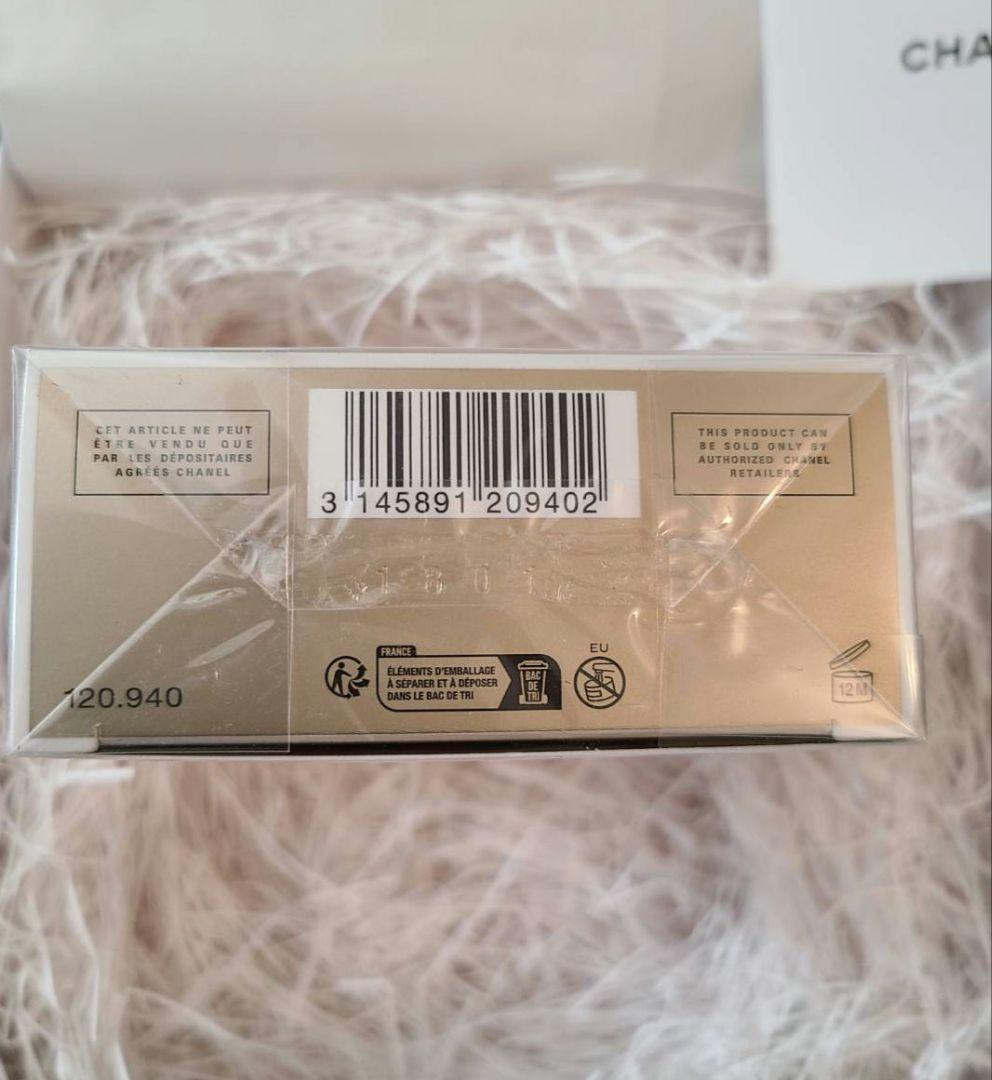 CHA
CET ARTICLE NE PEUT
ÊTRE VENDU QUE
PAR LES DÉPOSITAIRES
AGRÉÉS CHANEL
3 145891 209402
THIS PRODUCT CAN
BE SOLD ONLY BY
AUTHORIZED CHANEL
RETAILERS
120.940
FRANCE
ÉLÉMENTS D'EMBALLAGE
À SÉPARER ET À DÉPOSER
DANS LE BAC DE TRI
BAC
DE
TRI
EU
12 M